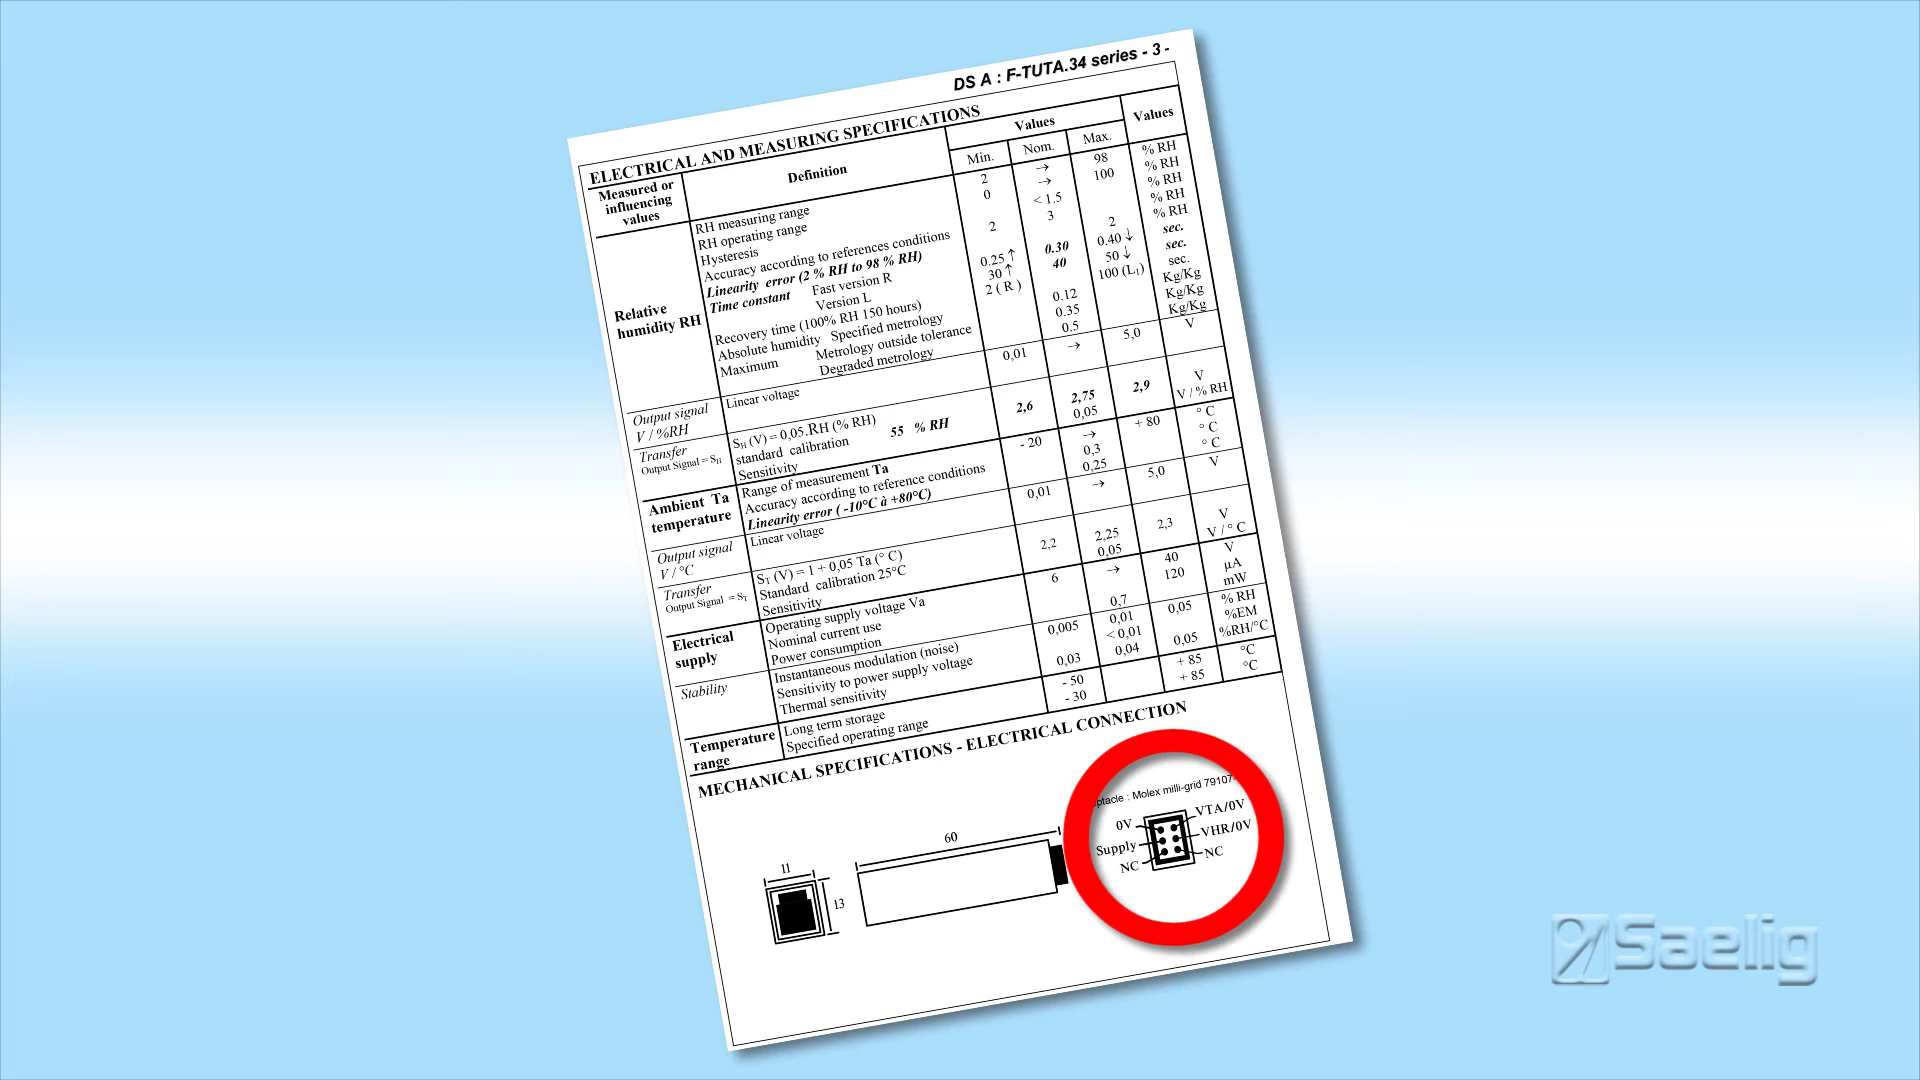 DS A : F-TUTA.34 series - 3 -
ELECTRICAL AND MEASURING SPECIFICATIONS
Measured or influencing values Definition Values Values
Min. Nom. Max.
Relative humidity RH
RH measuring range 2 → 98 % RH
RH operating range 0 → 100 % RH
Hysteresis < 1.5 % RH
Accuracy according to references conditions 3 % RH
Linearity error (2 % RH to 98 % RH) 2 2 % RH
Time constant Fast version R 0.25 ↑ 0.30 0.40 ↓ sec.
Version L 30 ↑ 40 50 ↓ sec.
Recovery time (100% RH 150 hours) 2 ( R ) 100 (L₁) sec.
Absolute humidity Specified metrology 0.12 Kg/Kg
Maximum Metrology outside tolerance 0.35 Kg/Kg
Degraded metrology 0.5 Kg/Kg
Output signal V / %RH Linear voltage 0,01 → 5,0 V
Transfer
Output Signal = S_H
S_H (V) = 0,05.RH (% RH)
standard calibration 55 % RH 2,6 2,75 2,9 V
Sensitivity 0,05 V / % RH
Ambient Ta temperature
Range of measurement Ta - 20 → + 80 ° C
Accuracy according to reference conditions 0,3 ° C
Linearity error ( -10°C à +80°C) 0,25 ° C
Output signal V / °C Linear voltage 0,01 → 5,0 V
Transfer
Output Signal = S_T
S_T (V) = 1 + 0,05 Ta (° C)
Standard calibration 25°C 2,2 2,25 2,3 V
Sensitivity 0,05 V / ° C
Electrical supply
Operating supply voltage Va 6 → 40 V
Nominal current use 120 µA
Power consumption 0,7 mW
Stability
Instantaneous modulation (noise) 0,005 0,01 0,05 % RH
Sensitivity to power supply voltage < 0,01 %EM
Thermal sensitivity 0,03 0,04 0,05 %RH/°C
Temperature range
Long term storage - 50 + 85 °C
Specified operating range - 30 + 85 °C
MECHANICAL SPECIFICATIONS - ELECTRICAL CONNECTION
: Molex milli-grid 79107-
0V VTA/0V
Supply VHR/0V
NC NC
60
11
13
Saelig